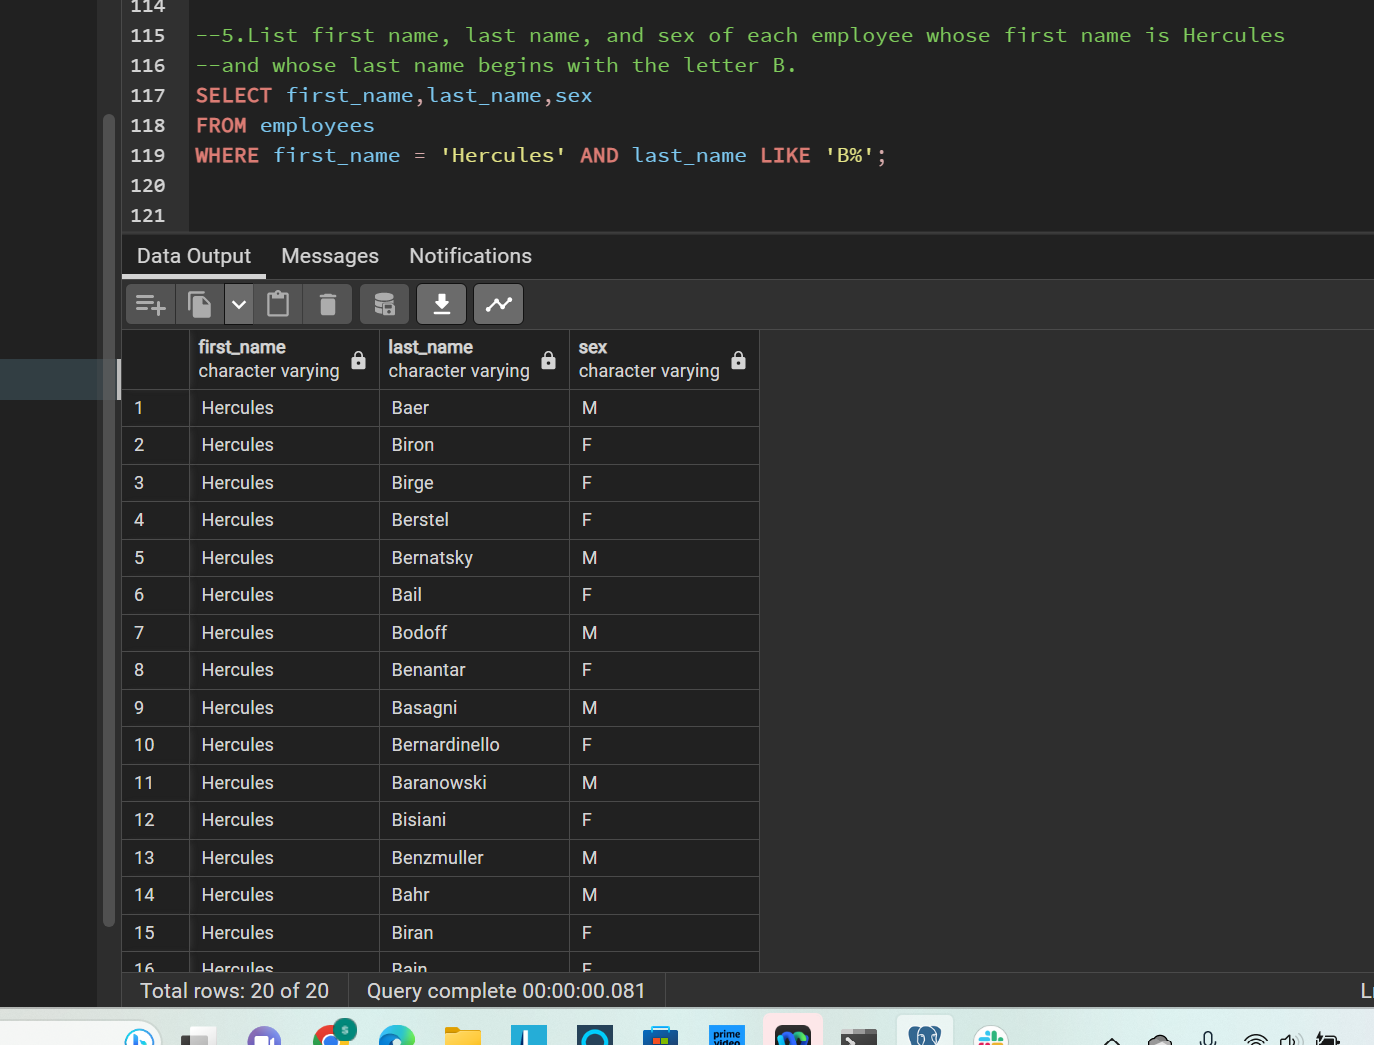 114
115 --5.List first name, last name, and sex of each employee whose first name is Hercules
116 --and whose last name begins with the letter B.
117 SELECT first_name,last_name,sex
118 FROM employees
119 WHERE first_name = 'Hercules' AND last_name LIKE 'B%';
120
121
Data Output Messages Notifications
first_name last_name sex
character varying character varying character varying
1 Hercules Baer M
2 Hercules Biron F
3 Hercules Birge F
4 Hercules Berstel F
5 Hercules Bernatsky M
6 Hercules Bail F
7 Hercules Bodoff M
8 Hercules Benantar F
9 Hercules Basagni M
10 Hercules Bernardinello F
11 Hercules Baranowski M
12 Hercules Bisiani F
13 Hercules Benzmuller M
14 Hercules Bahr M
15 Hercules Biran F
16 Hercules Bain F
Total rows: 20 of 20 Query complete 00:00:00.081
prime
video